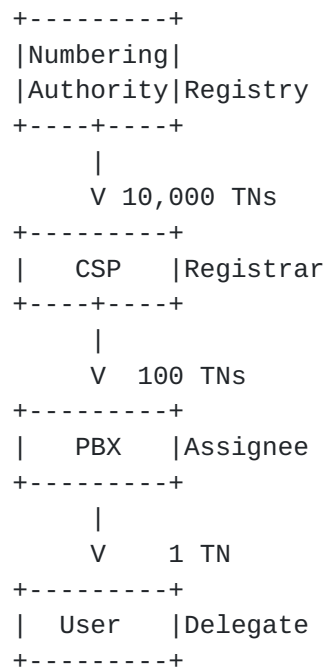 +---------+
|Numbering|
|Authority|Registry
+----+----+
     |
     V 10,000 TNs
+---------+
|   CSP   |Registrar
+----+----+
     |
     V  100 TNs
+---------+
|   PBX   |Assignee
+---------+
     |
     V    1 TN
+---------+
|  User   |Delegate
+---------+